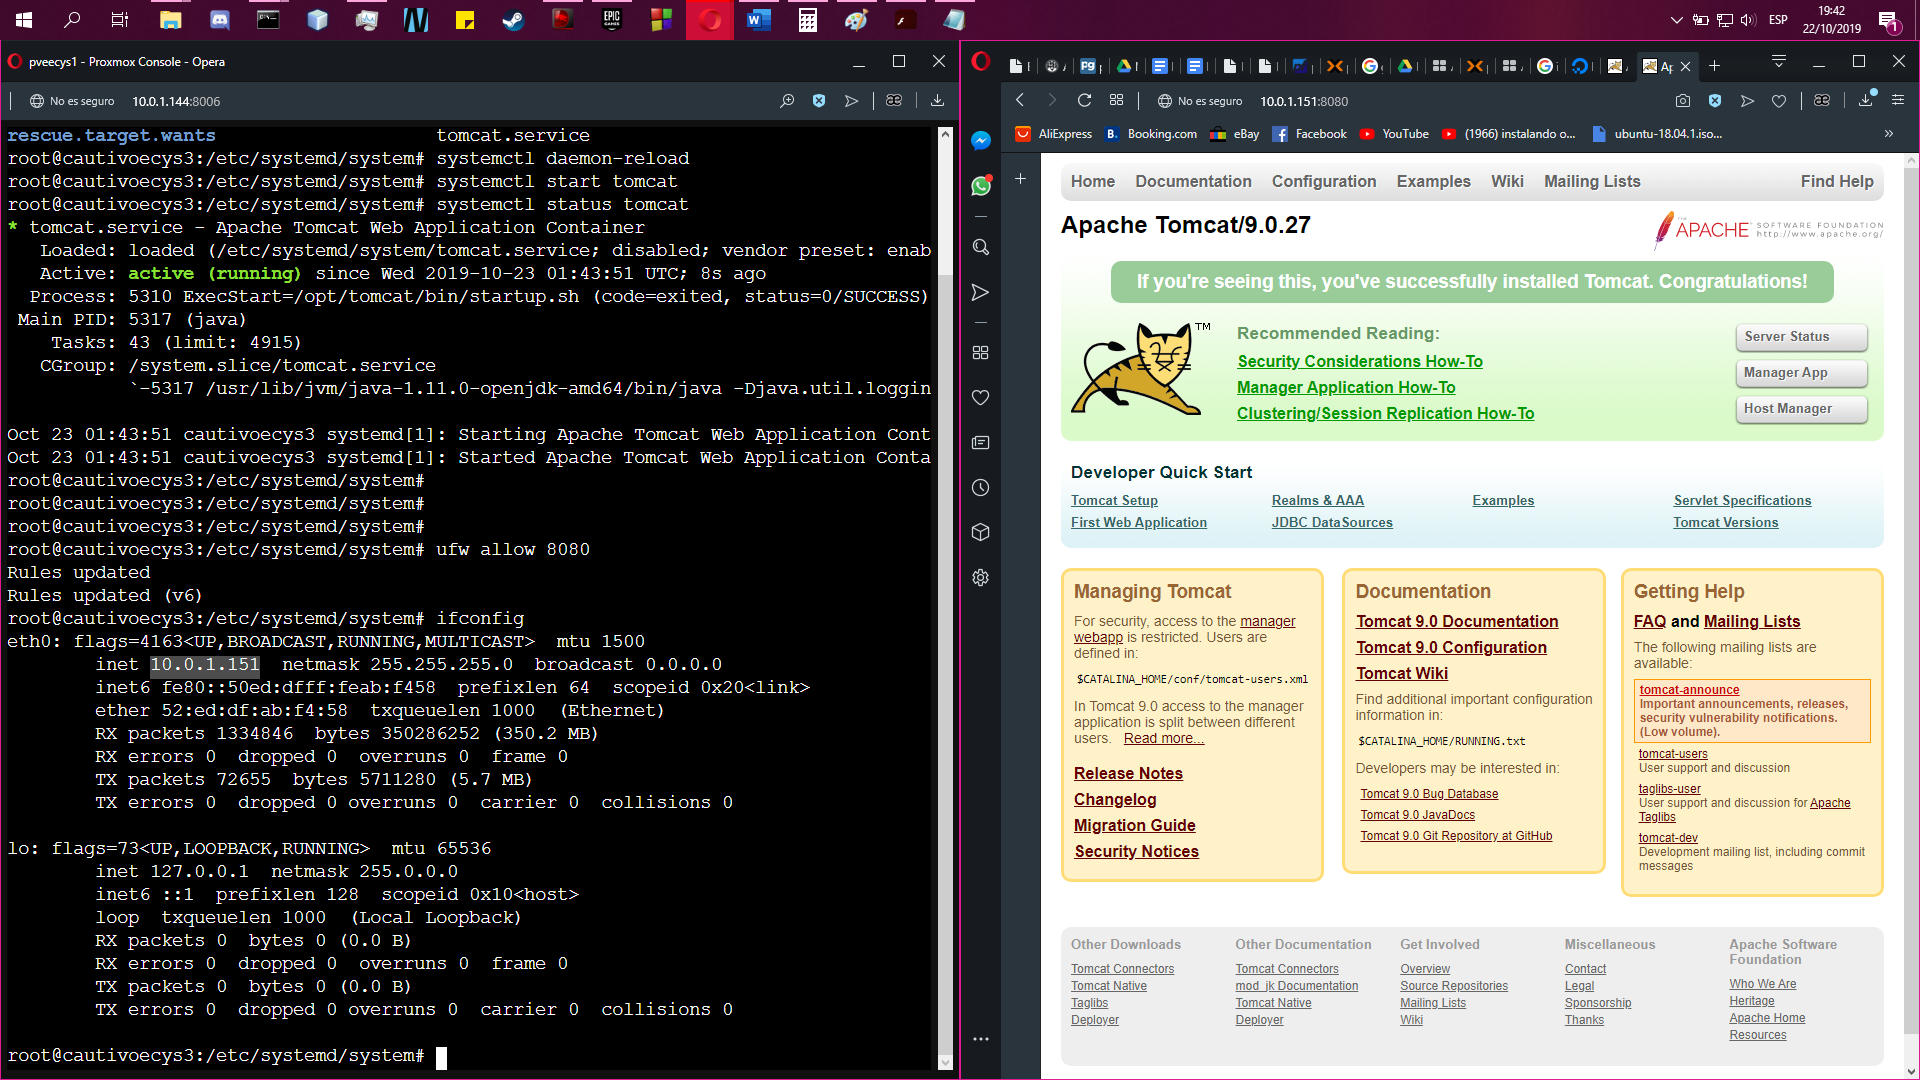 19:42
ESP
22/10/2019
1
pveecys1 - Proxmox Console - Opera
No es seguro 10.0.1.144:8006
rescue.target.wants tomcat.service
root@cautivoecys3:/etc/systemd/system# systemctl daemon-reload
root@cautivoecys3:/etc/systemd/system# systemctl start tomcat
root@cautivoecys3:/etc/systemd/system# systemctl status tomcat
* tomcat.service - Apache Tomcat Web Application Container
Loaded: loaded (/etc/systemd/system/tomcat.service; disabled; vendor preset: enab
Active: active (running) since Wed 2019-10-23 01:43:51 UTC; 8s ago
Process: 5310 ExecStart=/opt/tomcat/bin/startup.sh (code=exited, status=0/SUCCESS)
Main PID: 5317 (java)
Tasks: 43 (limit: 4915)
CGroup: /system.slice/tomcat.service
`-5317 /usr/lib/jvm/java-1.11.0-openjdk-amd64/bin/java -Djava.util.loggin
Oct 23 01:43:51 cautivoecys3 systemd[1]: Starting Apache Tomcat Web Application Cont
Oct 23 01:43:51 cautivoecys3 systemd[1]: Started Apache Tomcat Web Application Conta
root@cautivoecys3:/etc/systemd/system#
root@cautivoecys3:/etc/systemd/system#
root@cautivoecys3:/etc/systemd/system#
root@cautivoecys3:/etc/systemd/system# ufw allow 8080
Rules updated
Rules updated (v6)
root@cautivoecys3:/etc/systemd/system# ifconfig
eth0: flags=4163<UP,BROADCAST,RUNNING,MULTICAST> mtu 1500
inet 10.0.1.151 netmask 255.255.255.0 broadcast 0.0.0.0
inet6 fe80::50ed:dfff:feab:f458 prefixlen 64 scopeid 0x20<link>
ether 52:ed:df:ab:f4:58 txqueuelen 1000 (Ethernet)
RX packets 1334846 bytes 350286252 (350.2 MB)
RX errors 0 dropped 0 overruns 0 frame 0
TX packets 72655 bytes 5711280 (5.7 MB)
TX errors 0 dropped 0 overruns 0 carrier 0 collisions 0
lo: flags=73<UP,LOOPBACK,RUNNING> mtu 65536
inet 127.0.0.1 netmask 255.0.0.0
inet6 ::1 prefixlen 128 scopeid 0x10<host>
loop txqueuelen 1000 (Local Loopback)
RX packets 0 bytes 0 (0.0 B)
RX errors 0 dropped 0 overruns 0 frame 0
TX packets 0 bytes 0 (0.0 B)
TX errors 0 dropped 0 overruns 0 carrier 0 collisions 0
root@cautivoecys3:/etc/systemd/system#
No es seguro 10.0.1.151:8080
AliExpress Booking.com eBay Facebook YouTube (1966) instalando o... ubuntu-18.04.1.iso...
Home Documentation Configuration Examples Wiki Mailing Lists Find Help
Apache Tomcat/9.0.27
THE APACHE SOFTWARE FOUNDATION
http://www.apache.org/
If you're seeing this, you've successfully installed Tomcat. Congratulations!
TM
Recommended Reading:
Security Considerations How-To
Manager Application How-To
Clustering/Session Replication How-To
Server Status
Manager App
Host Manager
Developer Quick Start
Tomcat Setup Realms & AAA Examples Servlet Specifications
First Web Application JDBC DataSources Tomcat Versions
Managing Tomcat
For security, access to the manager
webapp is restricted. Users are
defined in:
$CATALINA_HOME/conf/tomcat-users.xml
In Tomcat 9.0 access to the manager
application is split between different
users. Read more...
Release Notes
Changelog
Migration Guide
Security Notices
Documentation
Tomcat 9.0 Documentation
Tomcat 9.0 Configuration
Tomcat Wiki
Find additional important configuration
information in:
$CATALINA_HOME/RUNNING.txt
Developers may be interested in:
Tomcat 9.0 Bug Database
Tomcat 9.0 JavaDocs
Tomcat 9.0 Git Repository at GitHub
Getting Help
FAQ and Mailing Lists
The following mailing lists are
available:
tomcat-announce
Important announcements, releases,
security vulnerability notifications.
(Low volume).
tomcat-users
User support and discussion
taglibs-user
User support and discussion for Apache
Taglibs
tomcat-dev
Development mailing list, including commit
messages
Other Downloads
Tomcat Connectors
Tomcat Native
Taglibs
Deployer
Other Documentation
Tomcat Connectors
mod_jk Documentation
Tomcat Native
Deployer
Get Involved
Overview
Source Repositories
Mailing Lists
Wiki
Miscellaneous
Contact
Legal
Sponsorship
Thanks
Apache Software
Foundation
Who We Are
Heritage
Apache Home
Resources